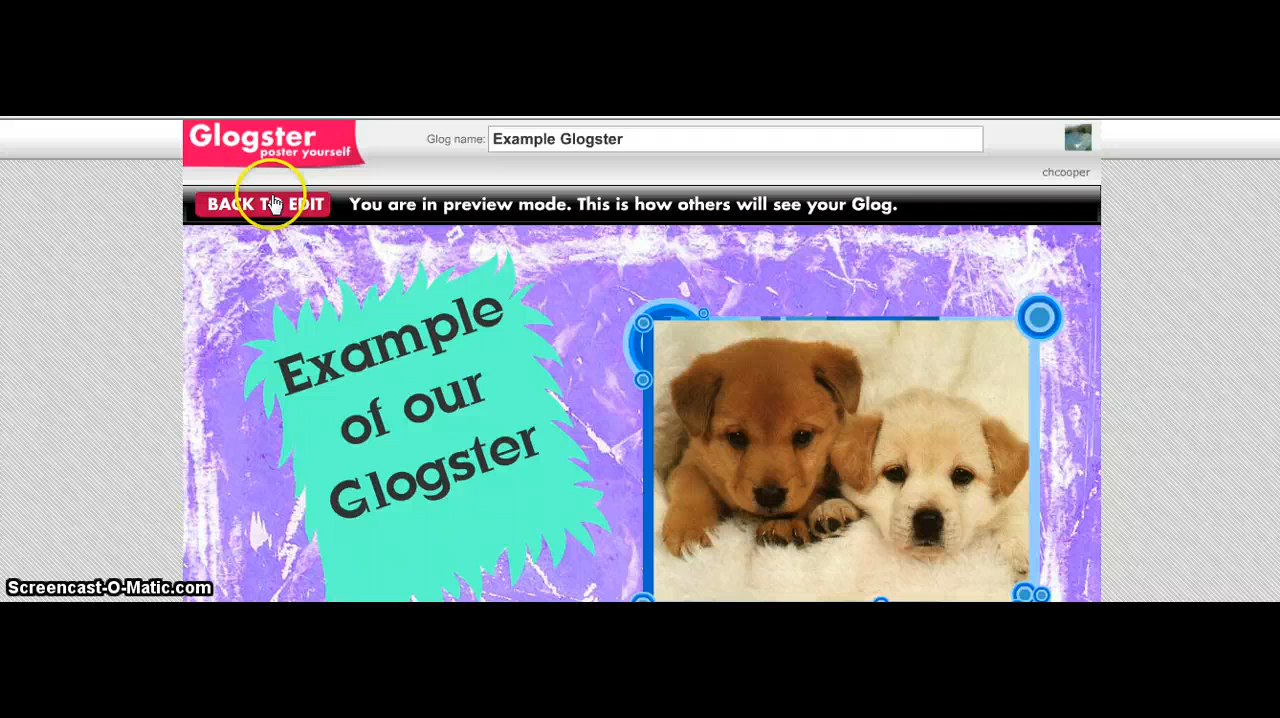 Glogster
poster yourself
Glog name: Example Glogster
chcooper
BACK TO EDIT You are in preview mode. This is how others will see your Glog.
Example
of our
Glogster
Screencast-O-Matic.com